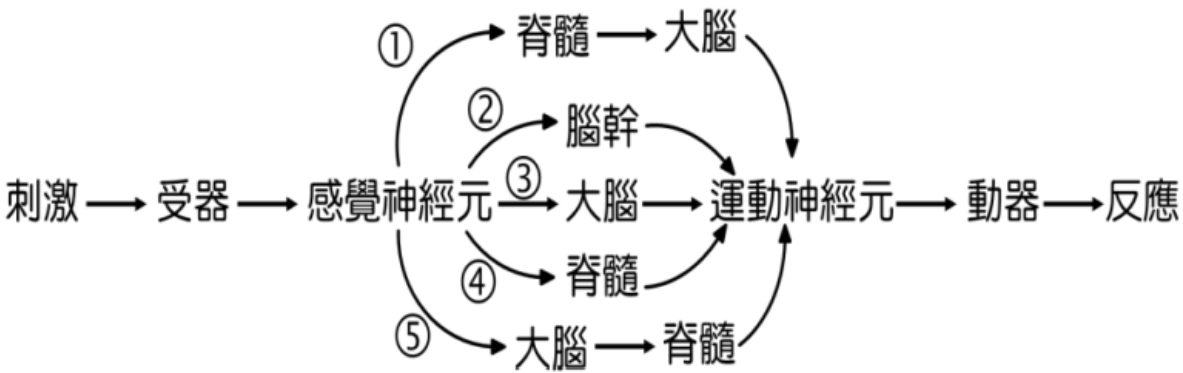 ① 脊髓 大腦
② 腦幹
刺激 受器 感覺神經元 ③ 大腦 運動神經元 動器 反應
④ 脊髓
⑤ 大腦 脊髓